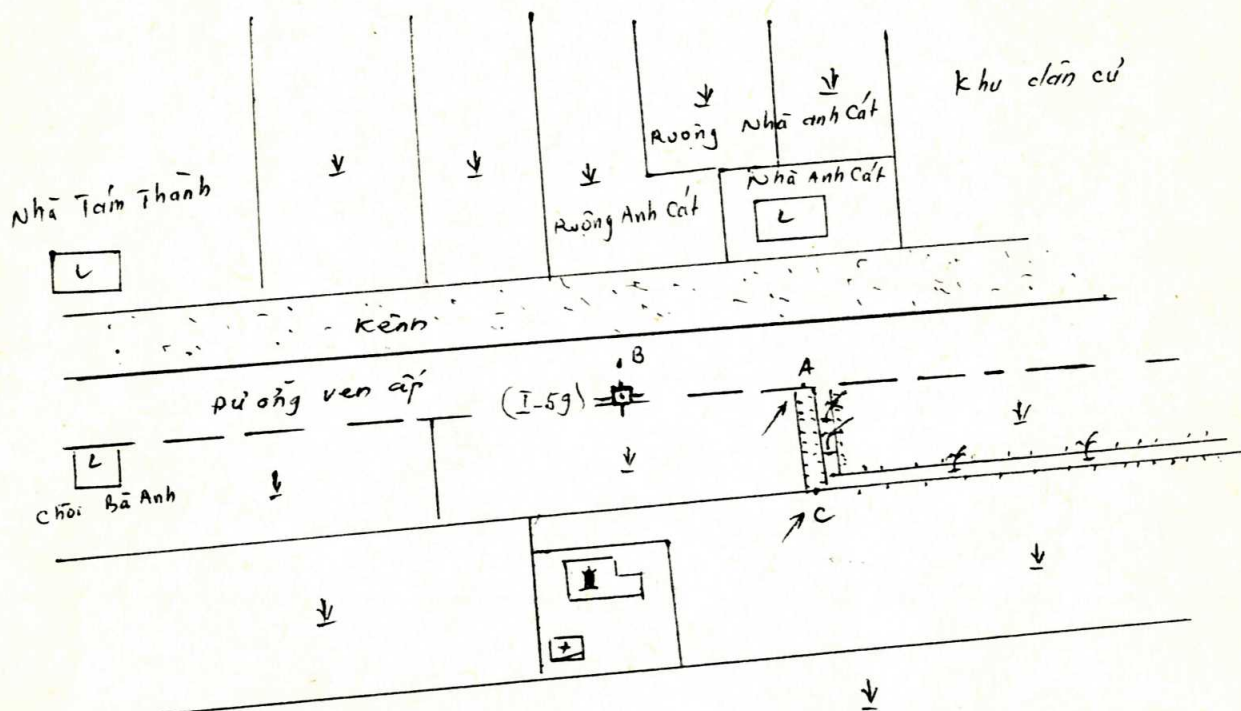 Khu dân cư
Ruộng Nhà anh Cát
Nhà Tám Thanh
Nhà Anh Cát
L
Ruộng Anh Cát
L
Kênh
B
A
Đường ven ấp
(I-59)
L
Chòi Bà Anh
C